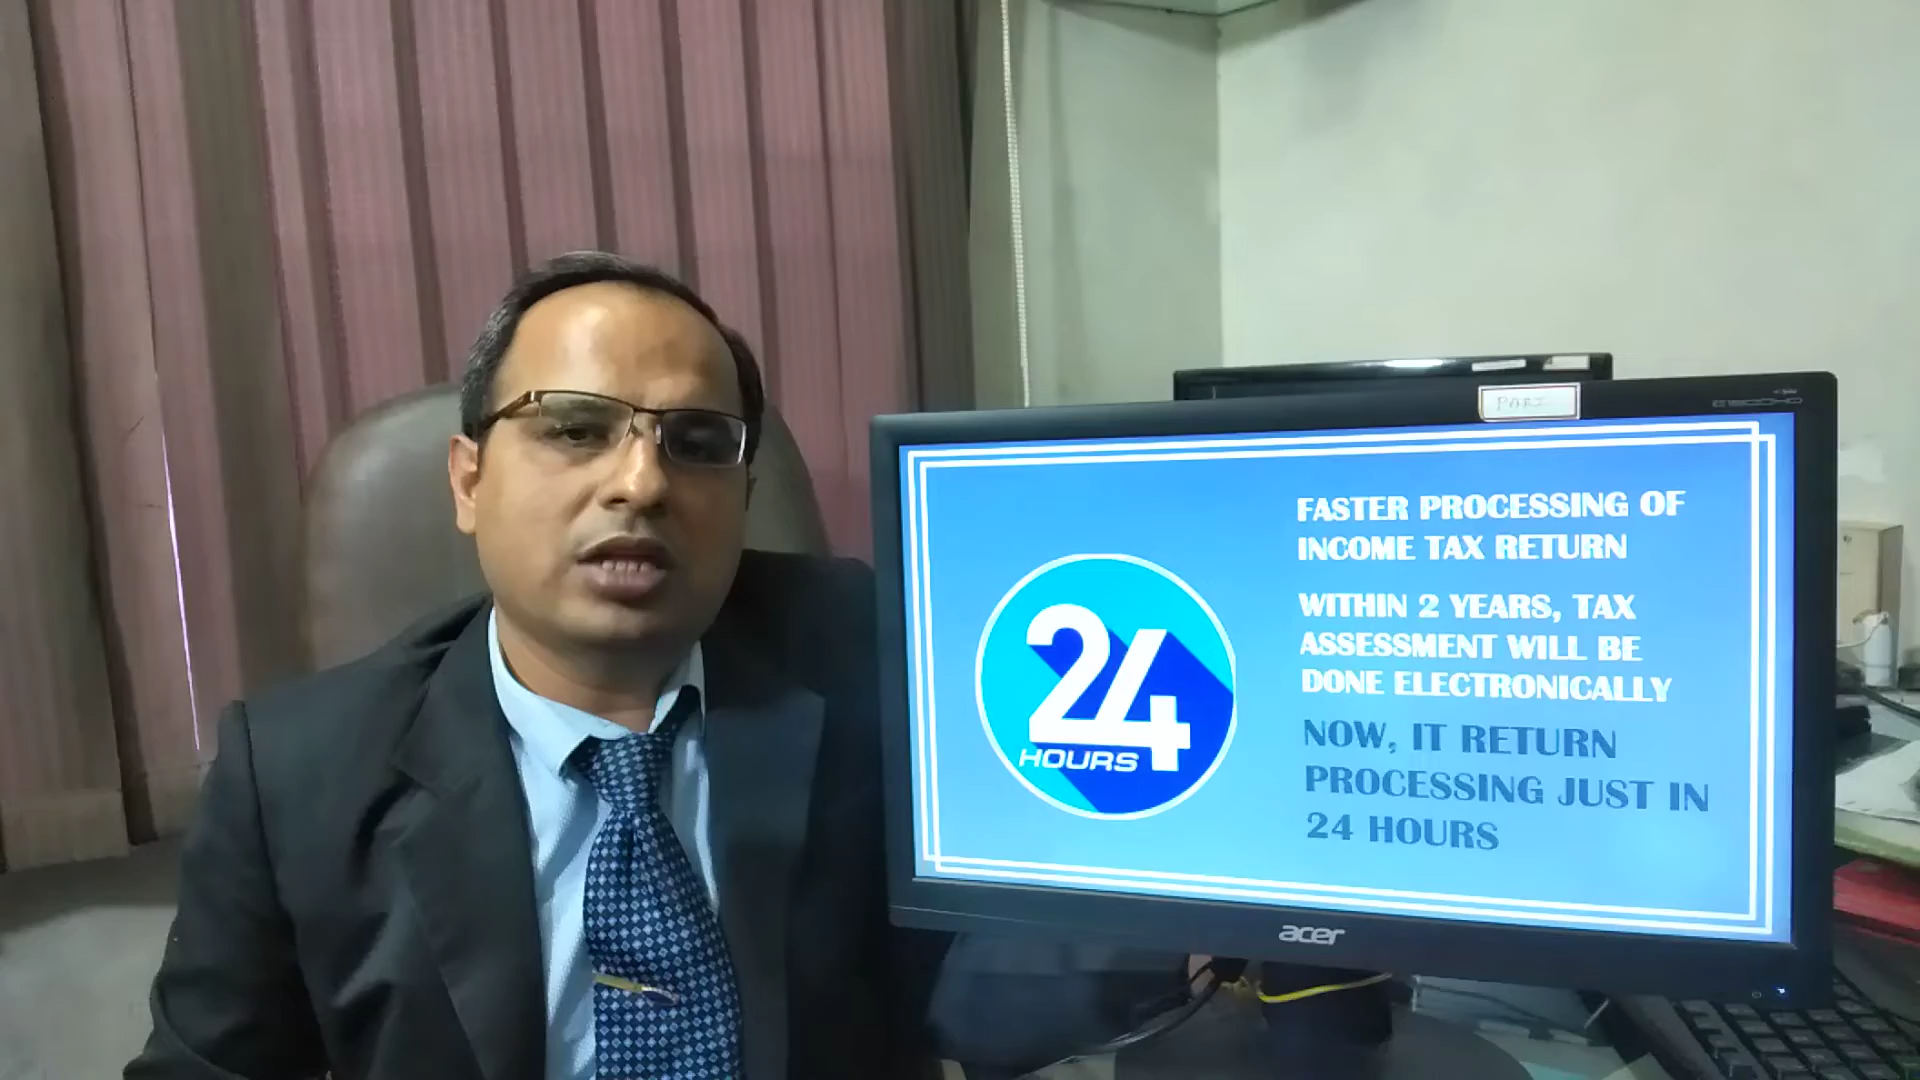 PARI
FASTER PROCESSING OF
INCOME TAX RETURN
WITHIN 2 YEARS, TAX
ASSESSMENT WILL BE
DONE ELECTRONICALLY
NOW, IT RETURN
PROCESSING JUST IN
24 HOURS
24
HOURS
acer